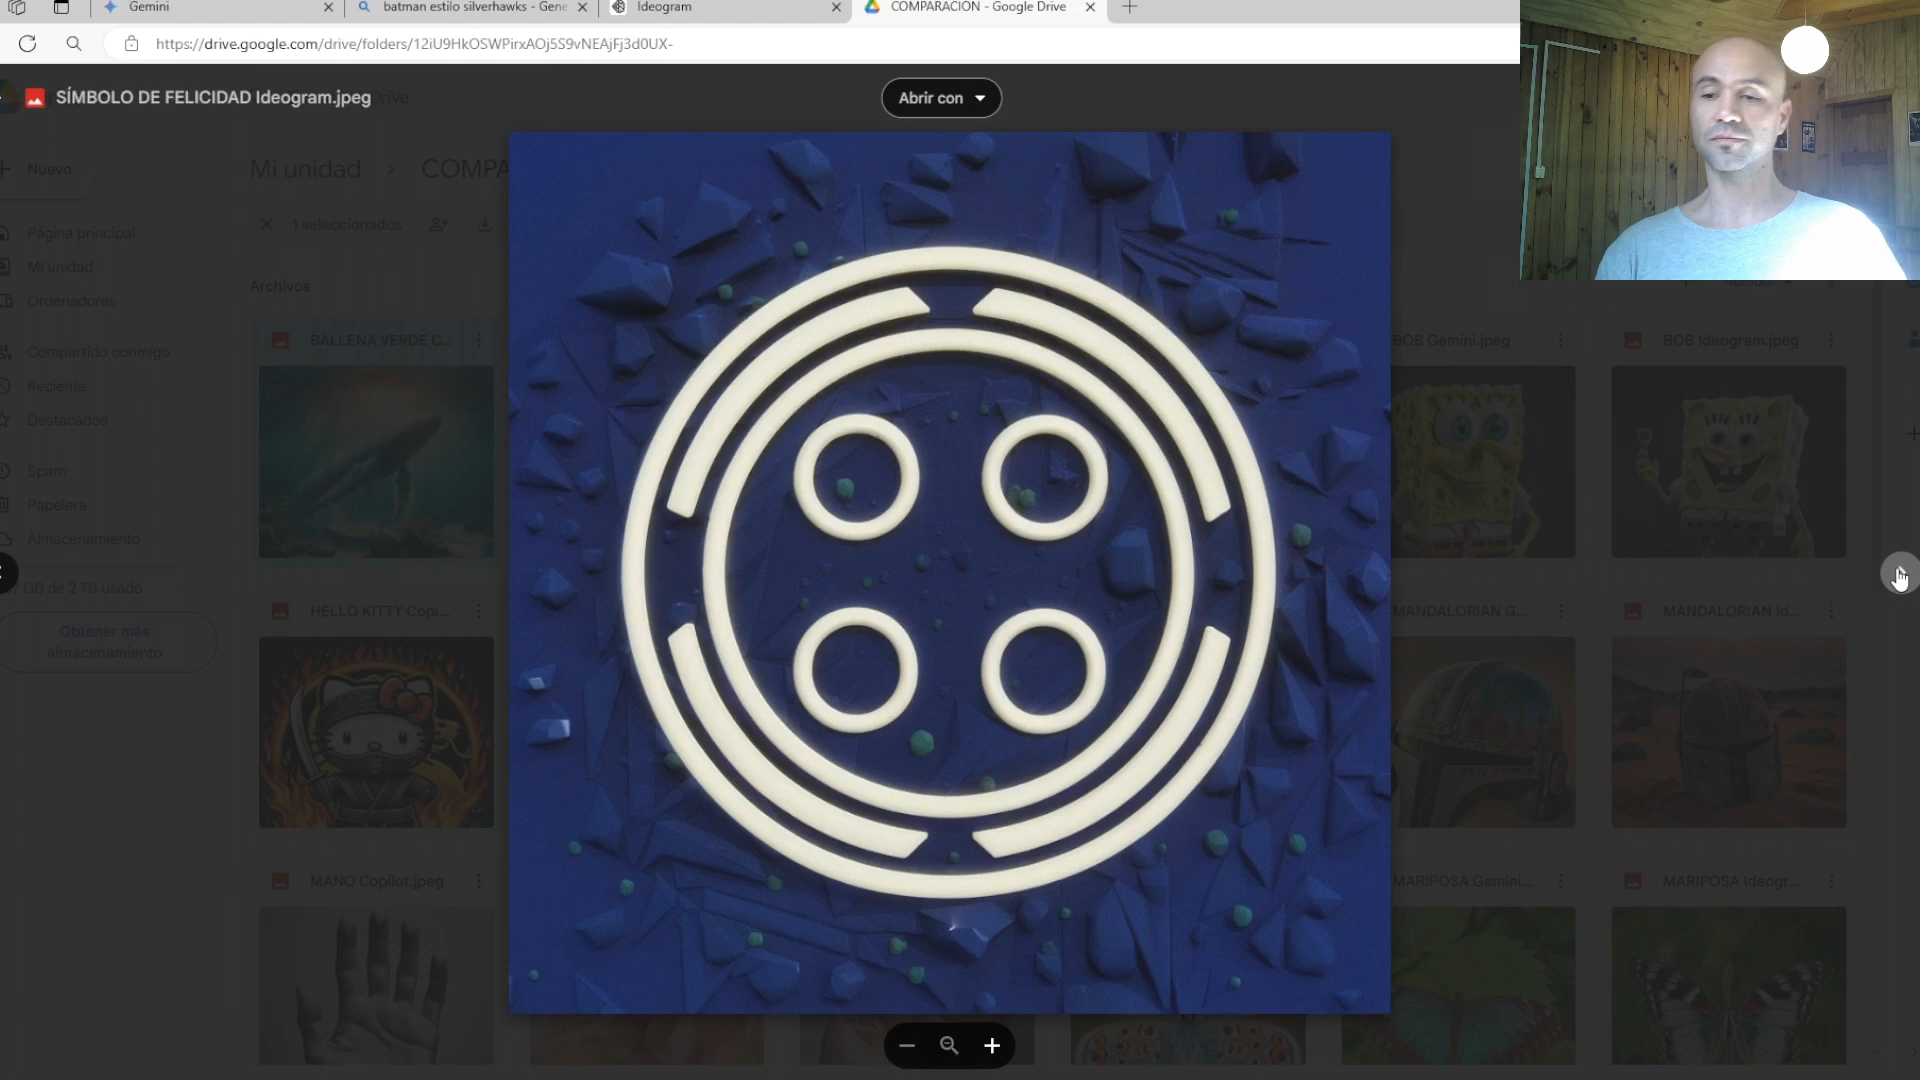 Gemini
batman estilo silverhawks - Gene
Ideogram
COMPARACIÓN - Google Drive
https://drive.google.com/drive/folders/12iU9HkOSWPirxAOj5S9vNEAjFj3d0UX-
SÍMBOLO DE FELICIDAD Ideogram.jpeg
Abrir con
Nuevo
Mi unidad
COMPA
1 seleccionados
Página principal
Mi unidad
Ordenadores
Archivos
Compartido conmigo
Reciente
Destacados
Spam
Papelera
Almacenamiento
GB de 2 TB usado
Obtener más
almacenamiento
BALLENA VERDE C...
BOB Gemini.jpeg
BOB Ideogram.jpeg
HELLO KITTY Copi...
MANDALORIAN G...
MANDALORIAN Id...
MANO Copilot.jpeg
MARIPOSA Gemini...
MARIPOSA Ideogr...